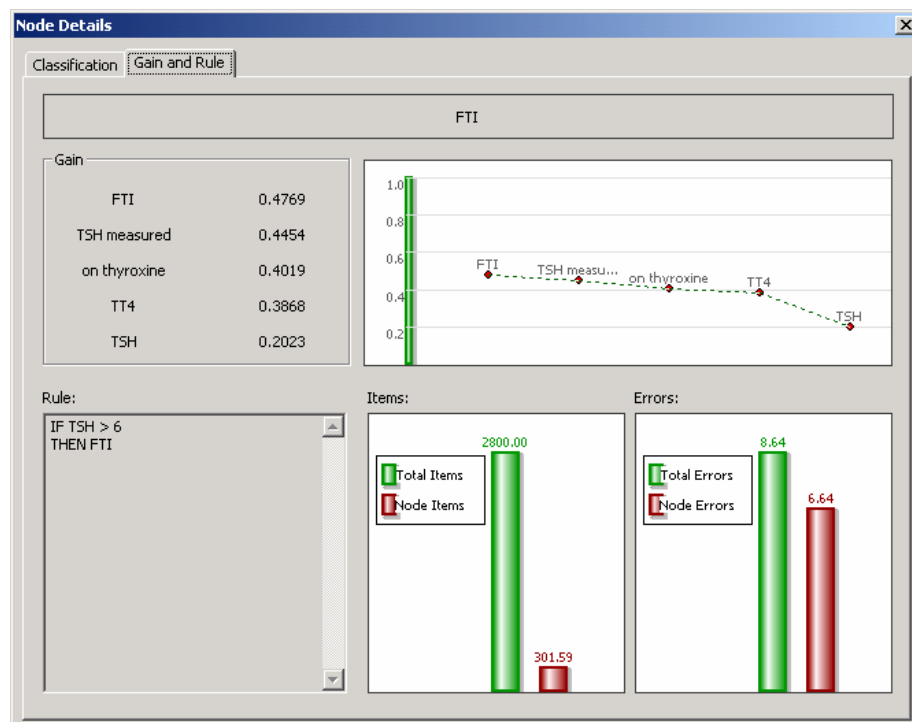 Node Details
Classification
Gain and Rule
FTI
Gain
FTI 0.4769
TSH measured 0.4454
on thyroxine 0.4019
TT4 0.3868
TSH 0.2023
1.0
0.8
0.6
0.4
0.2
FTI
TSH measu...
on thyroxine
TT4
TSH
Rule:
IF TSH > 6
THEN FTI
Items:
2800.00
Total Items
Node Items
301.59
Errors:
8.64
Total Errors
Node Errors
6.64